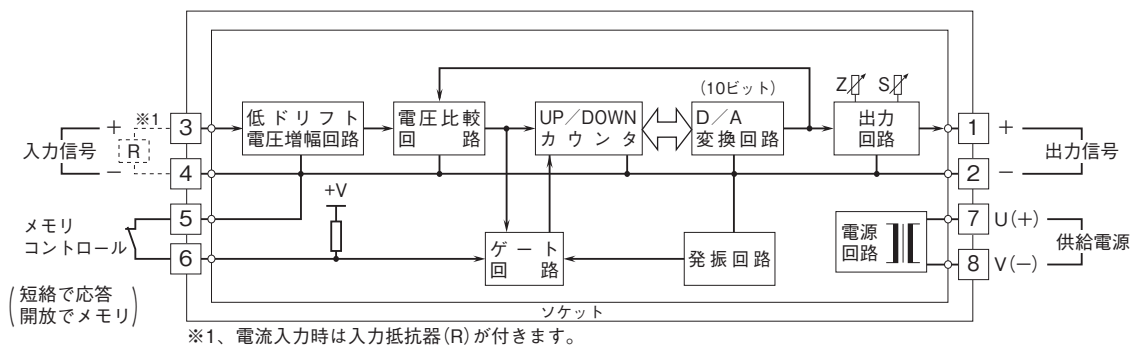 (10ビット)
Z
S
※1
3
低ドリフト
電圧増幅回路
電圧比較
回 路
UP/DOWN
カウンタ
D/A
変換回路
出力
回路
1
+
+
入力信号
R
−
4
2
−
出力信号
+V
メモリ
コントロール
5
6
ゲート
回 路
発振回路
電源
回路
7
U(+)
供給電源
8
V(−)
(短絡で応答
開放でメモリ)
ソケット
※1、電流入力時は入力抵抗器(R)が付きます。